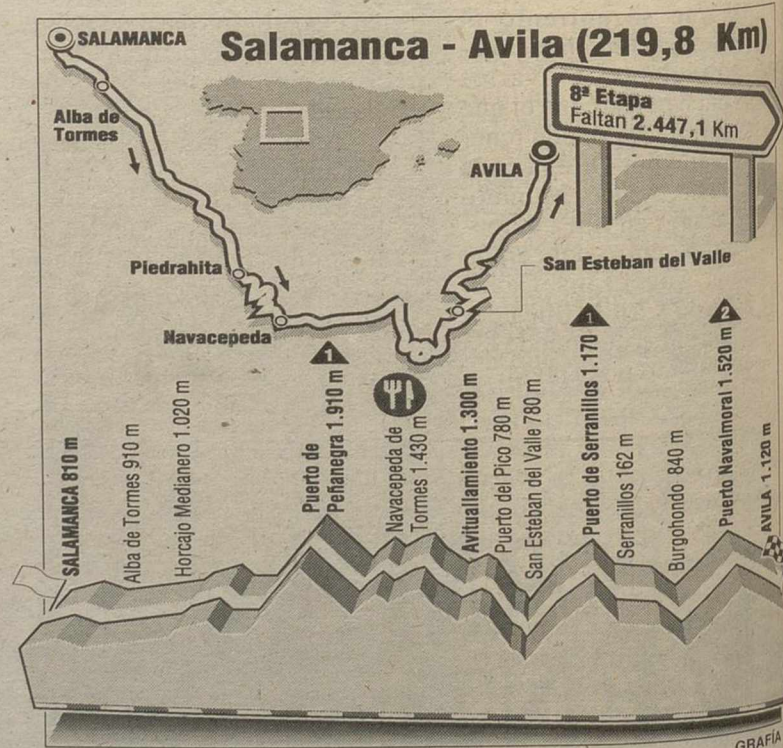 SALAMANCA
Salamanca - Avila (219,8 Km)
8ª Etapa
Faltan 2.447,1 Km
Alba de
Tormes
AVILA
Piedrahita
San Esteban del Valle
Navacepeda
1
1
2
SALAMANCA 810 m
Alba de Tormes 910 m
Horcajo Medianero 1.020 m
Puerto de
Peñanegra 1.910 m
Navacepeda de
Tormes 1.430 m
Avituallamiento 1.300 m
Puerto del Pico 780 m
San Esteban del Valle 780 m
Puerto de Serranillos 1.170
Serranillos 162 m
Burgohondo 840 m
Puerto Navalmoral 1.520 m
AVILA 1.120 m
GRAFIA